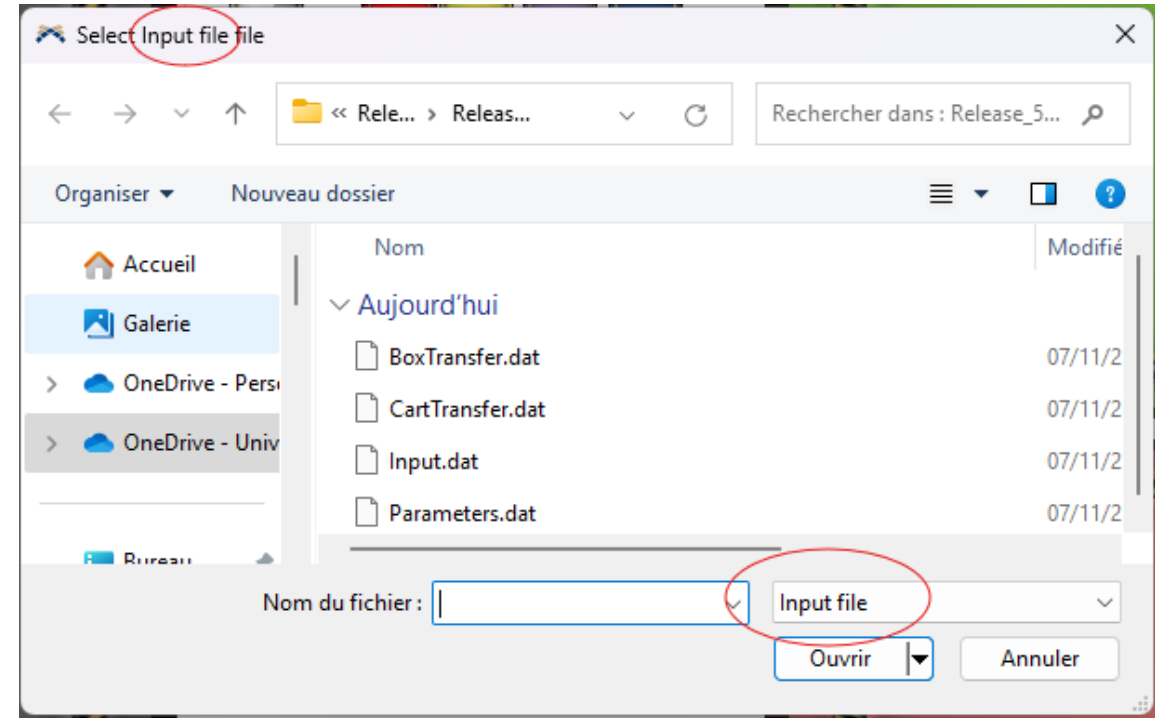 Select Input file file
« Rele... > Releas...
Rechercher dans : Release_5...
Organiser
Nouveau dossier
Accueil
Galerie
OneDrive - Pers
OneDrive - Univ
Bureau
Nom
Modifié
Aujourd'hui
BoxTransfer.dat 07/11/2
CartTransfer.dat 07/11/2
Input.dat 07/11/2
Parameters.dat 07/11/2
Nom du fichier :
Input file
Ouvrir
Annuler